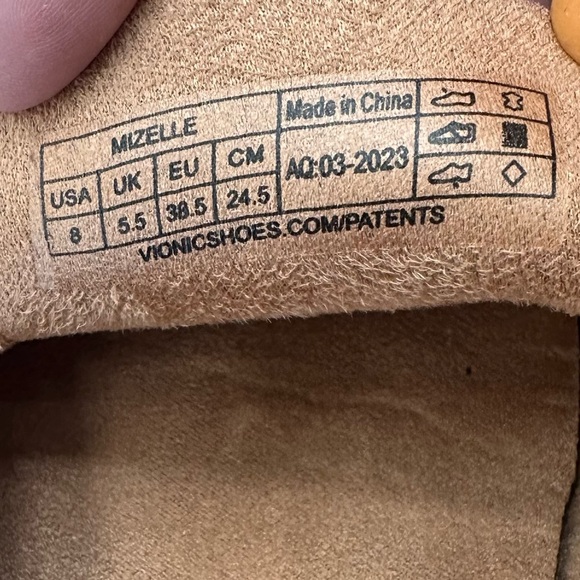 MIZELLE
USA UK EU CM
8 5.5 38.5 24.5
Made in China
AQ:03-2023
VIONICSHOES.COM/PATENTS